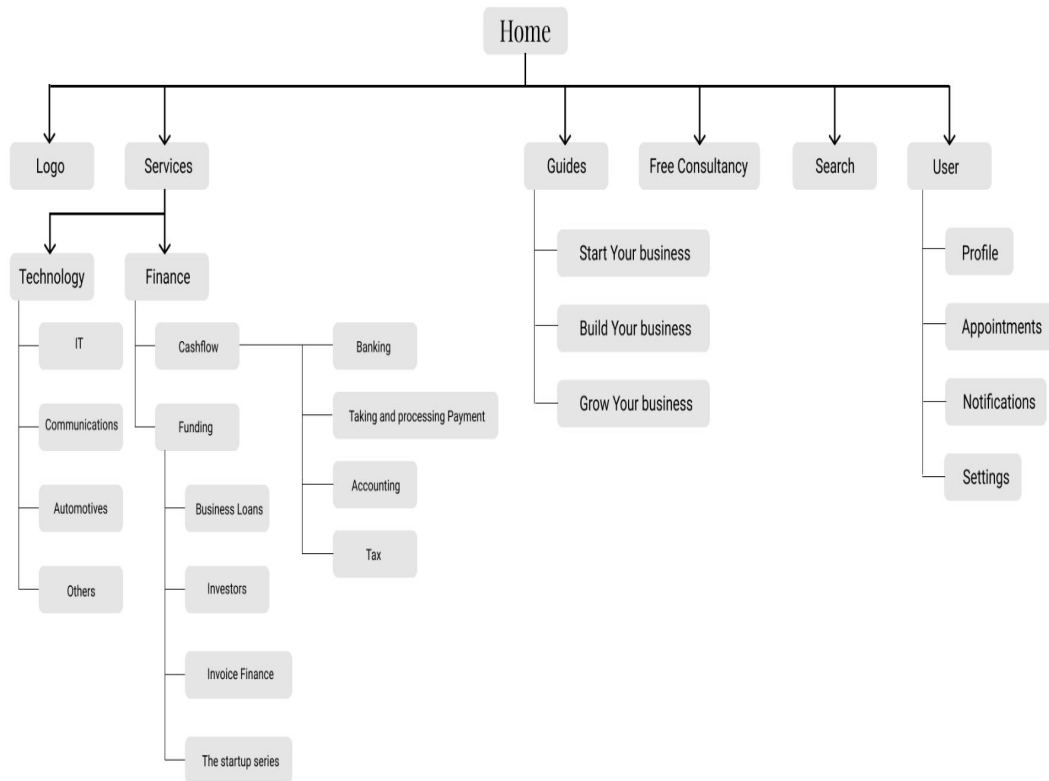 Home
Logo
Services
Guides
Free Consultancy
Search
User
Technology
Finance
Start Your business
Profile
IT
Cashflow
Banking
Build Your business
Appointments
Communications
Funding
Taking and processing Payment
Grow Your business
Notifications
Automotives
Business Loans
Accounting
Settings
Others
Investors
Tax
Invoice Finance
The startup series